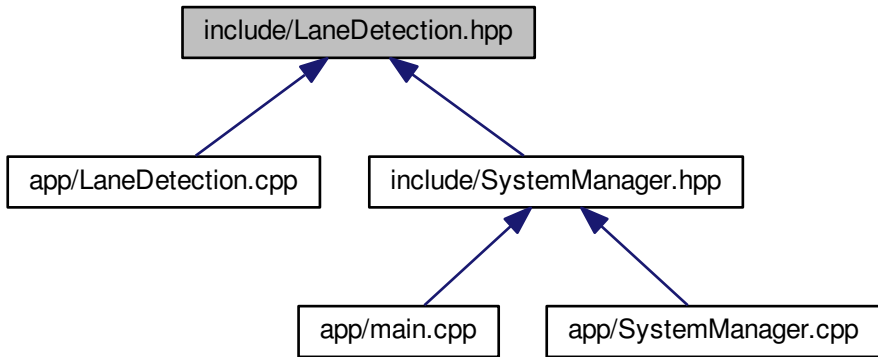 include/LaneDetection.hpp
app/LaneDetection.cpp
include/SystemManager.hpp
app/main.cpp
app/SystemManager.cpp